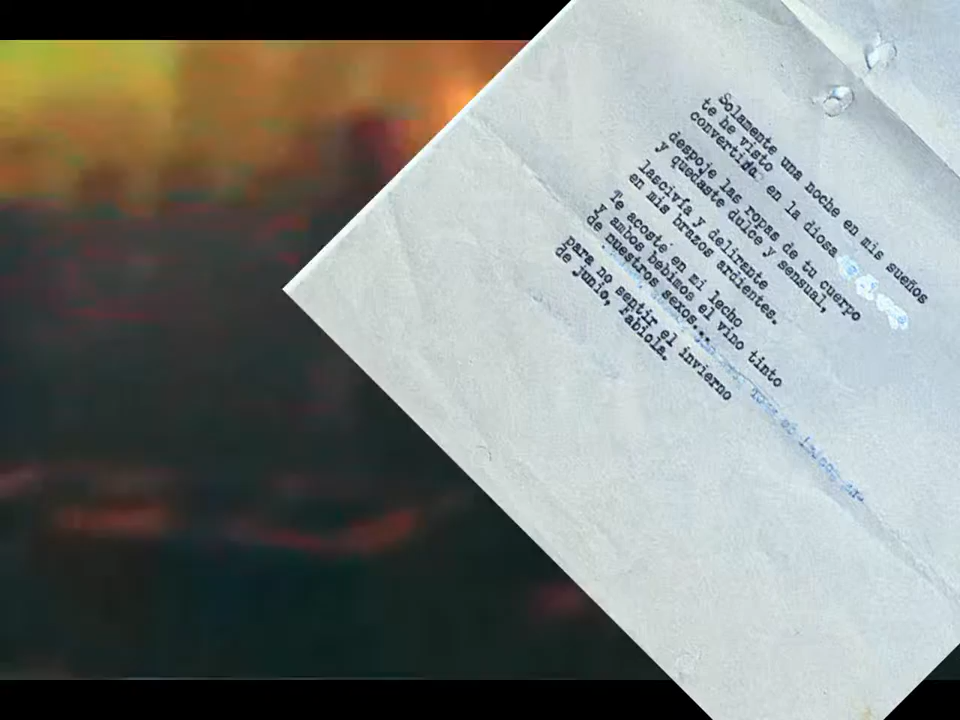 Solamente una noche en mis sueños
te he visto
convertida en la diosa
despoje las ropas de tu cuerpo
y quedaste dulce y sensual,
lascivía y delirante
en mis brazos ardientes.
Te acosté en mi lecho
y ambos bebimos el vino tinto
de nuestros sexos...
para no sentir el invierno
de junio, Fabiola.